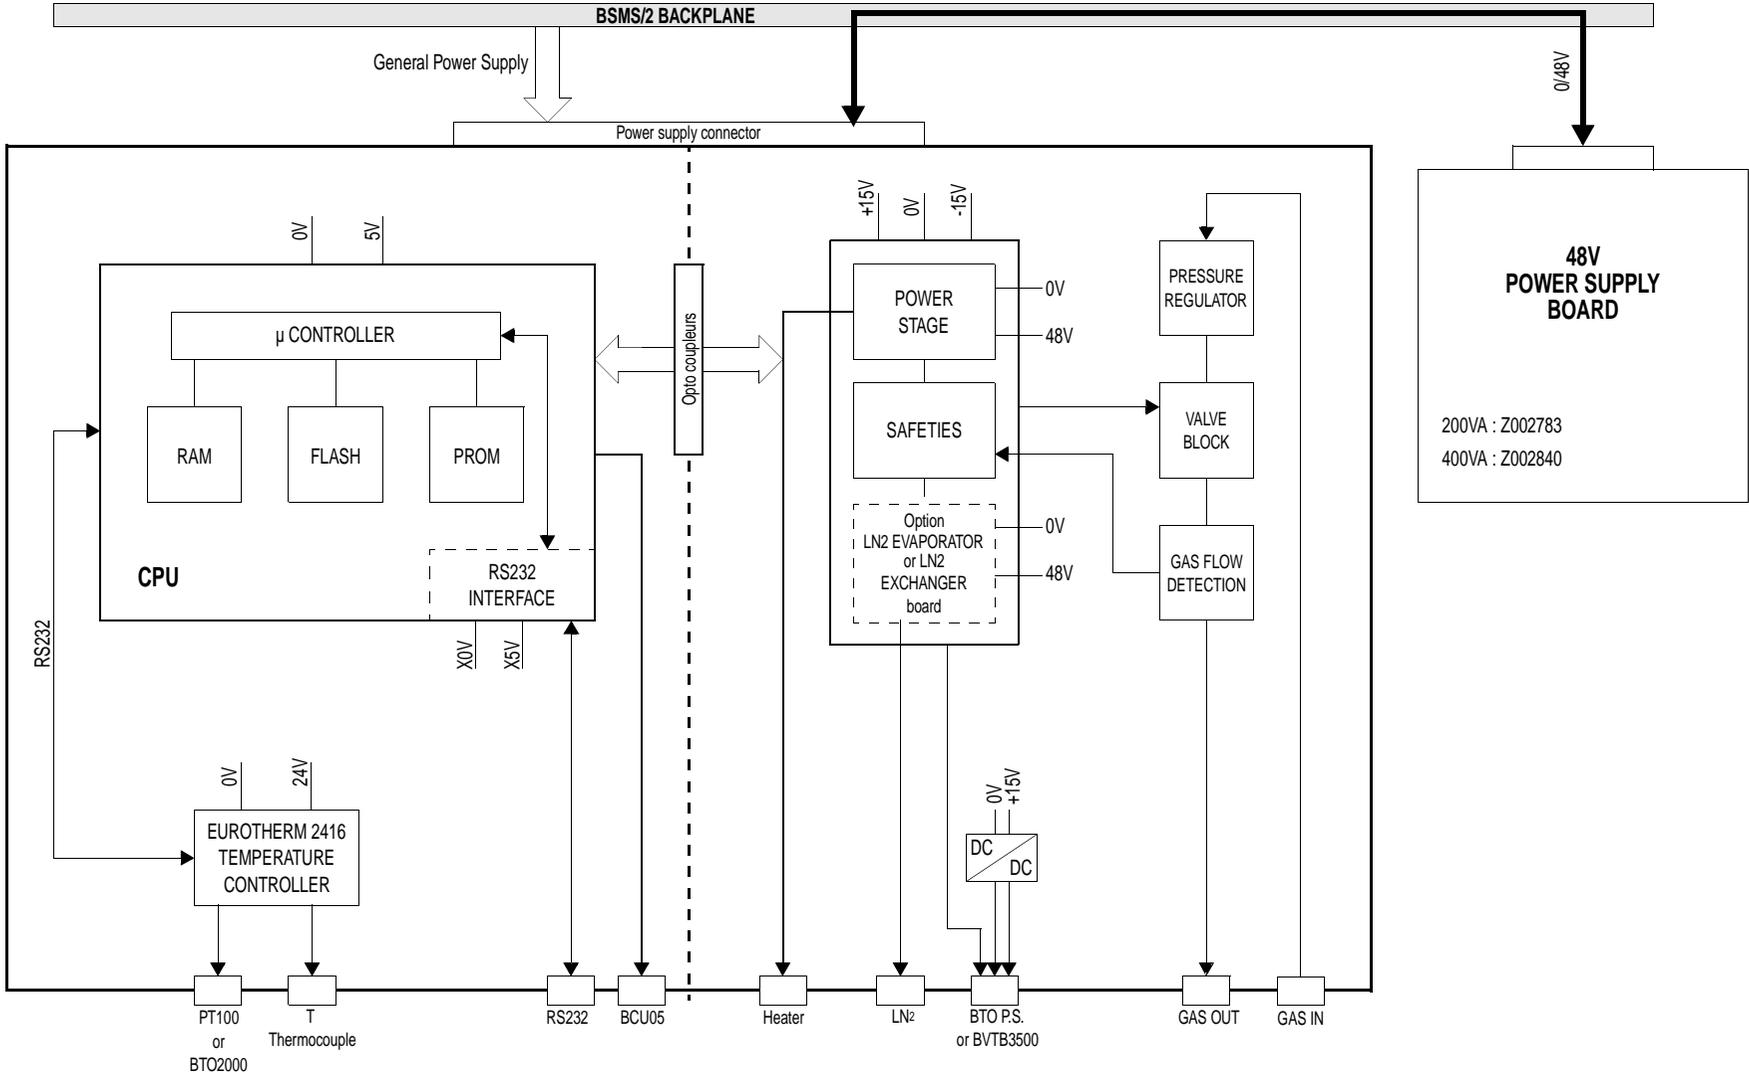 BSMS/2 BACKPLANE
General Power Supply
0/48V
Power supply connector
0V
5V
µ CONTROLLER
RAM
FLASH
PROM
CPU
RS232
INTERFACE
X0V
X5V
RS232
Opto coupleurs
+15V
0V
-15V
POWER
STAGE
0V
48V
SAFETIES
Option
LN2 EVAPORATOR
or LN2
EXCHANGER
board
0V
48V
PRESSURE
REGULATOR
VALVE
BLOCK
GAS FLOW
DETECTION
48V
POWER SUPPLY
BOARD
200VA : Z002783
400VA : Z002840
0V
24V
EUROTHERM 2416
TEMPERATURE
CONTROLLER
0V
+15V
DC
DC
PT100
or
BTO2000
T
Thermocouple
RS232
BCU05
Heater
LN2
BTO P.S.
or BVTB3500
GAS OUT
GAS IN